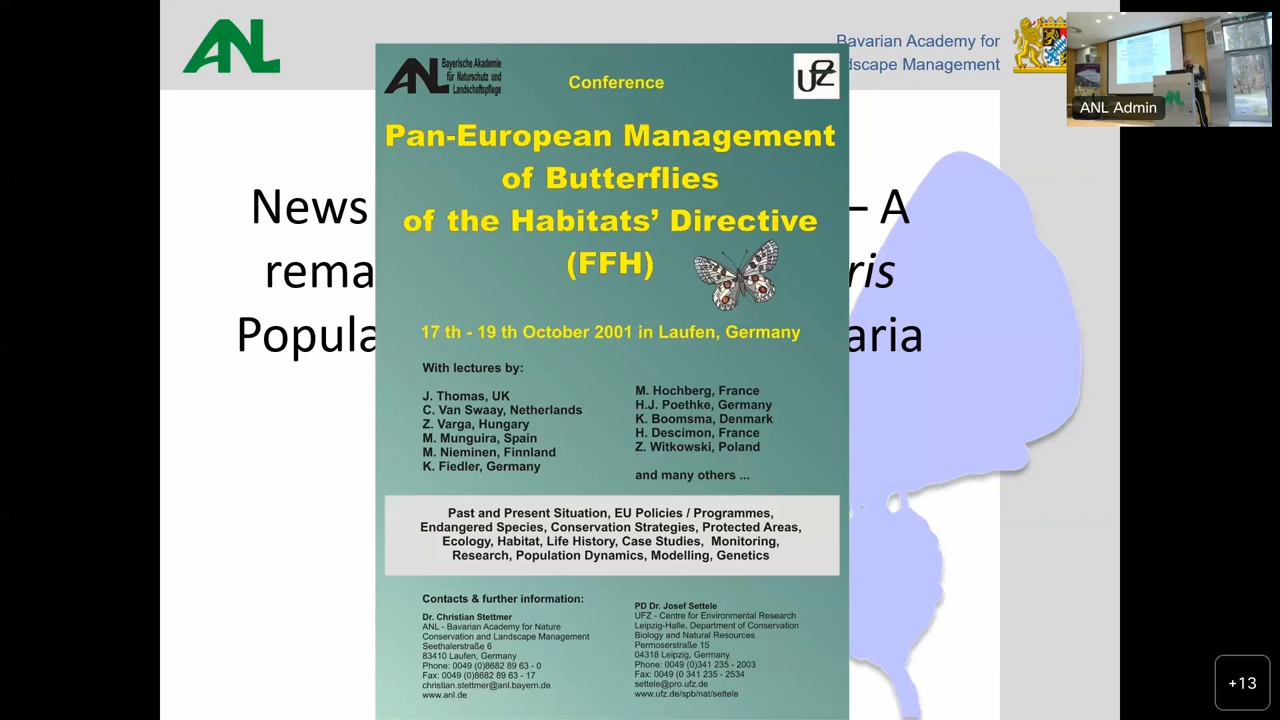 ANL
Bavarian Academy for
dscape Management
ANL Admin
News
– A
rema
ris
Popula
aria
ANL Bayerische Akademie
für Naturschutz und
Landschaftspflege
Conference
UFZ
Pan-European Management
of Butterflies
of the Habitats’ Directive
(FFH)
17 th - 19 th October 2001 in Laufen, Germany
With lectures by:
J. Thomas, UK
C. Van Swaay, Netherlands
Z. Varga, Hungary
M. Munguira, Spain
M. Nieminen, Finnland
K. Fiedler, Germany
M. Hochberg, France
H.J. Poethke, Germany
K. Boomsma, Denmark
H. Descimon, France
Z. Witkowski, Poland
and many others ...
Past and Present Situation, EU Policies / Programmes,
Endangered Species, Conservation Strategies, Protected Areas,
Ecology, Habitat, Life History, Case Studies, Monitoring,
Research, Population Dynamics, Modelling, Genetics
Contacts & further information:
Dr. Christian Stettmer
ANL - Bavarian Academy for Nature
Conservation and Landscape Management
Seethalerstraße 6
83410 Laufen, Germany
Phone: 0049 (0)8682 89 63 - 0
Fax: 0049 (0)8682 89 63 - 17
christian.stettmer@anl.bayern.de
www.anl.de
PD Dr. Josef Settele
UFZ - Centre for Environmental Research
Leipzig-Halle, Department of Conservation
Biology and Natural Resources
Permoserstraße 15
04318 Leipzig, Germany
Phone: 0049 (0)341 235 - 2003
Fax: 0049 (0 341 235 - 2534
settele@pro.ufz.de
www.ufz.de/spb/nat/settele
+13